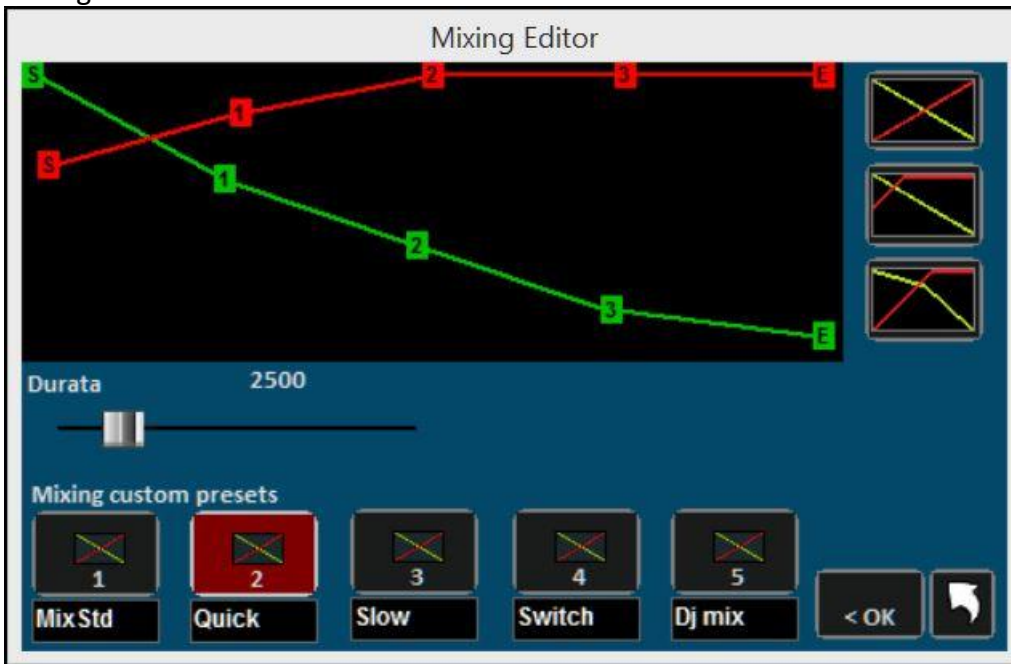 Mixing Editor
S 2 3 E
1
S
1
2
3
E
Durata 2500
Mixing custom presets
1 2 3 4 5
Mix Std Quick Slow Switch Dj mix
< OK